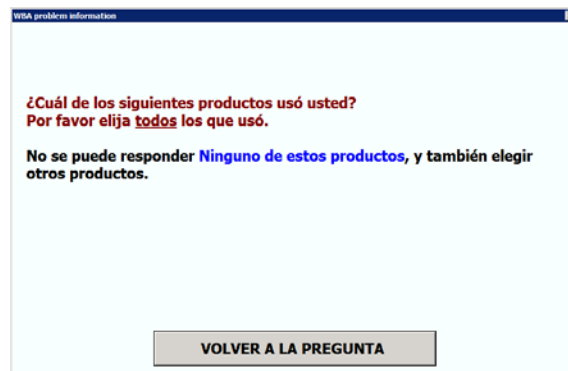 WBA problem information
¿Cuál de los siguientes productos usó usted?
Por favor elija todos los que usó.
No se puede responder Ninguno de estos productos, y también elegir
otros productos.
VOLVER A LA PREGUNTA